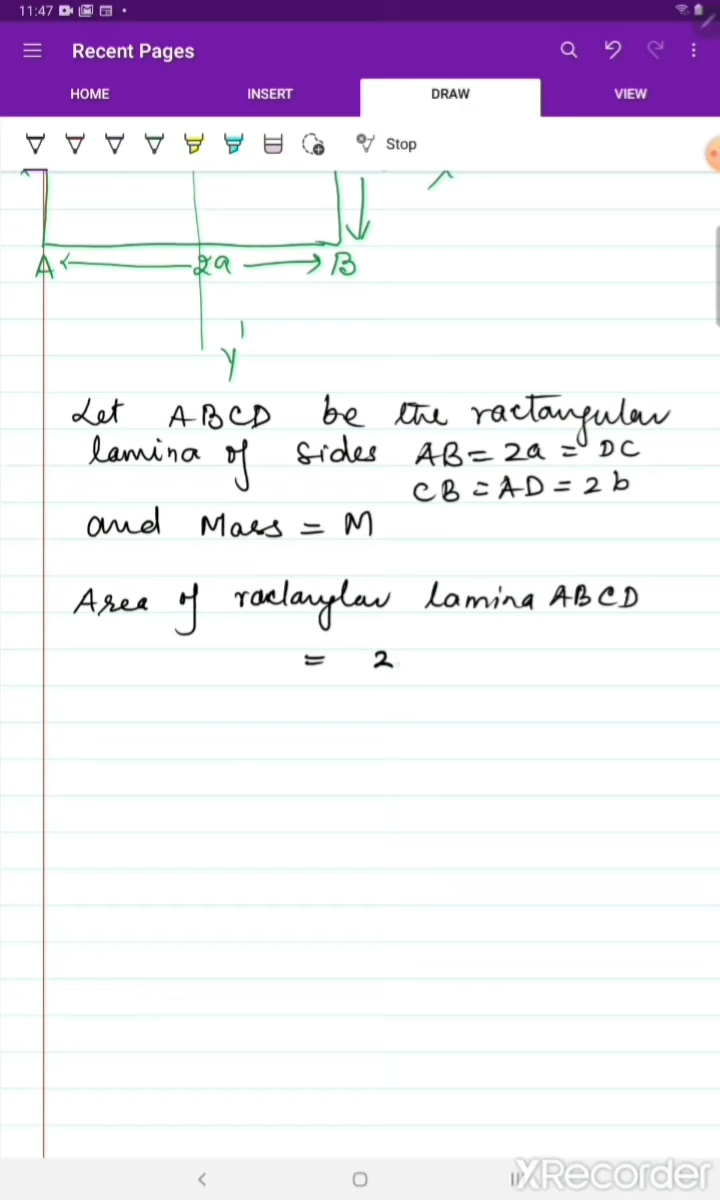 11:47
Recent Pages
HOME INSERT DRAW VIEW
Stop
A 2a B
y'
Let ABCD be the ractangular
lamina of sides AB = 2a = DC
CB = AD = 2b
and Mass = M
Area of ractanglar lamina ABCD
= 2
XRecorder